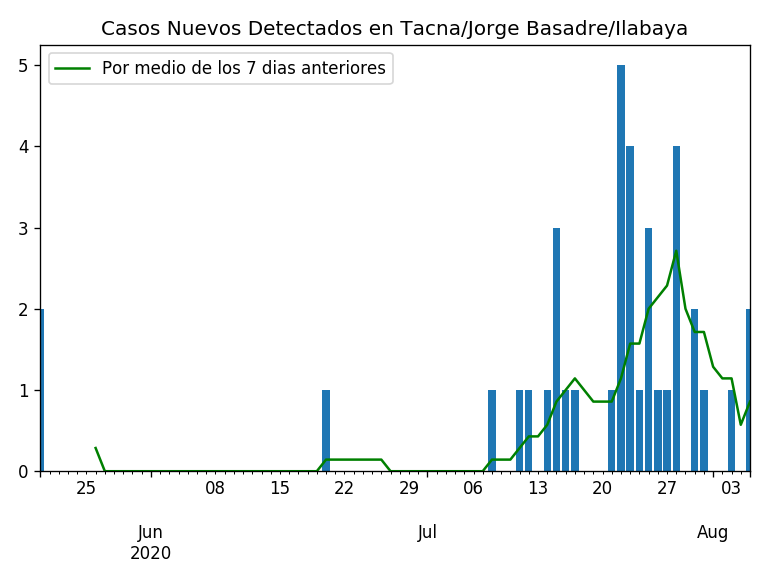 Casos Nuevos Detectados en Tacna/Jorge Basadre/Ilabaya
Por medio de los 7 dias anteriores
5
4
3
2
1
0
25 08 15 22 29 06 13 20 27 03
Jun Jul Aug
2020